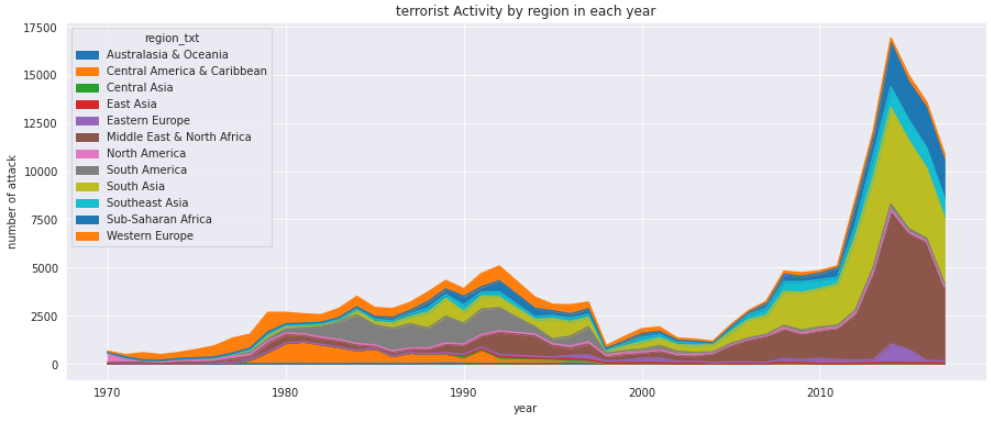 terrorist Activity by region in each year
17500
15000
12500
10000
7500
5000
2500
0
number of attack
region_txt
Australasia & Oceania
Central America & Caribbean
Central Asia
East Asia
Eastern Europe
Middle East & North Africa
North America
South America
South Asia
Southeast Asia
Sub-Saharan Africa
Western Europe
1970
1980
1990
2000
2010
year